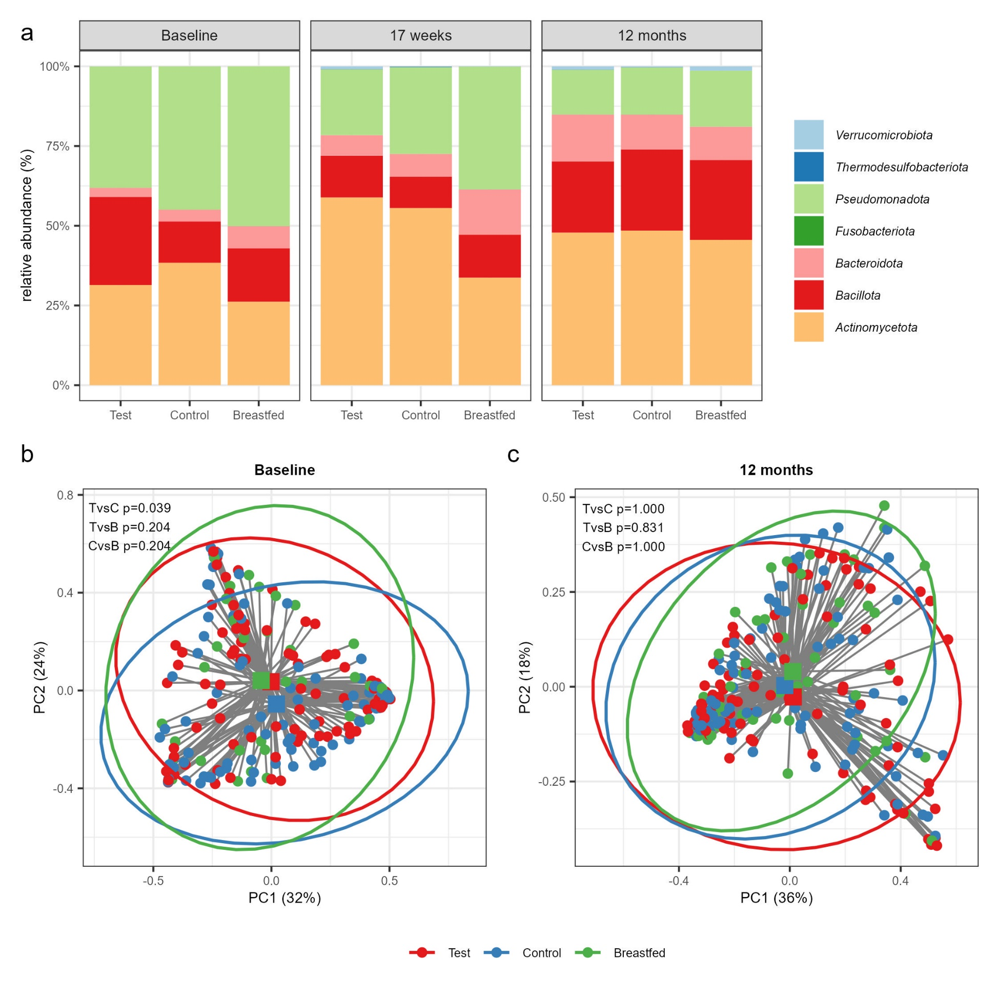 a
Baseline
17 weeks
12 months
relative abundance (%)
100%
75%
50%
25%
0%
Test
Control
Breastfed
Test
Control
Breastfed
Test
Control
Breastfed
Verrucomicrobiota
Thermodesulfobacteriota
Pseudomonadota
Fusobacteriota
Bacteroidota
Bacillota
Actinomycetota
b
Baseline
TvsC p=0.039
TvsB p=0.204
CvsB p=0.204
PC2 (24%)
0.8
0.4
0.0
-0.4
-0.5
0.0
0.5
PC1 (32%)
c
12 months
TvsC p=1.000
TvsB p=0.831
CvsB p=1.000
PC2 (18%)
0.50
0.25
0.00
-0.25
-0.4
0.0
0.4
PC1 (36%)
Test
Control
Breastfed